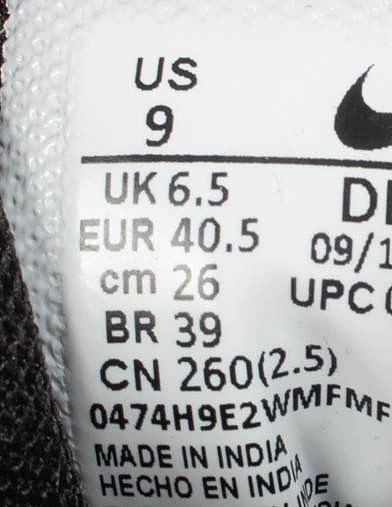 US
9
UK 6.5
EUR 40.5
cm 26
BR 39
CN 260(2.5)
0474H9E2WMFMF
MADE IN INDIA
HECHO EN INDIA
09/1
UPC